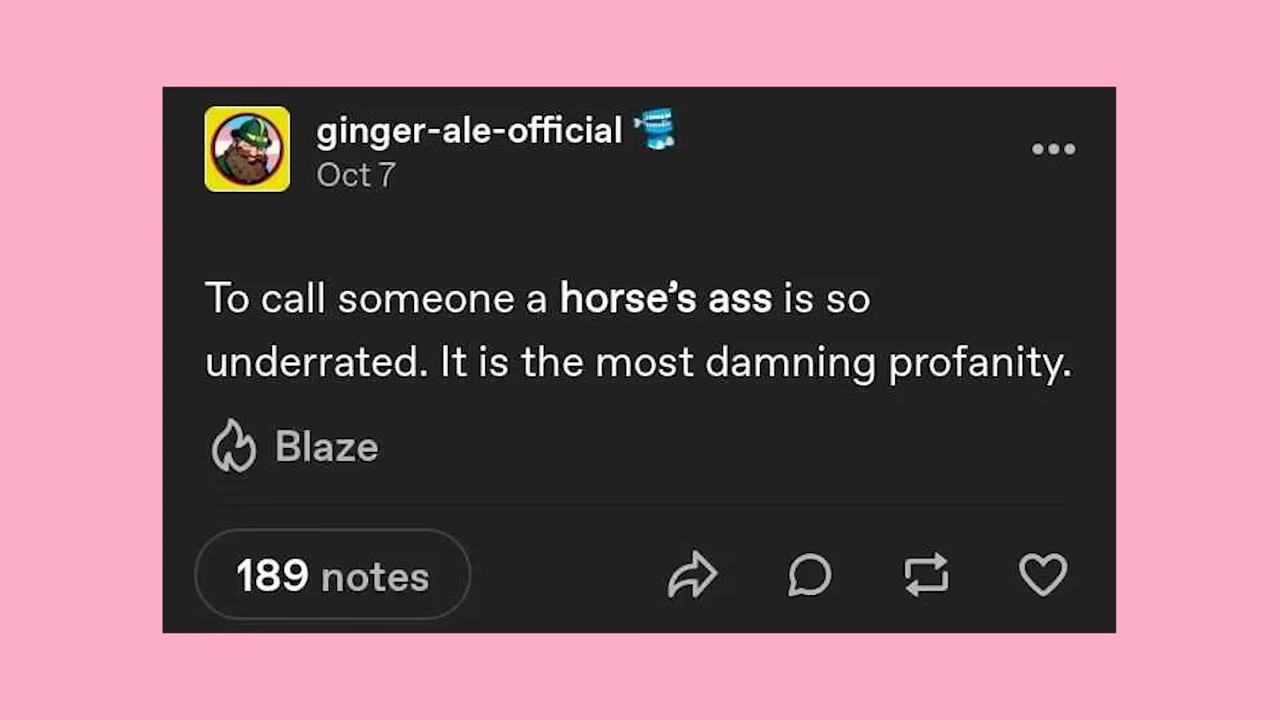 ginger-ale-official
Oct 7
To call someone a horse's ass is so
underrated. It is the most damning profanity.
Blaze
189 notes